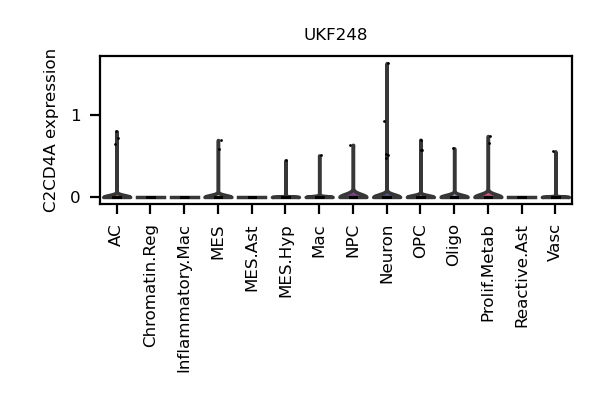 UKF248
C2CD4A expression
1
0
AC
Chromatin.Reg
Inflammatory.Mac
MES
MES.Ast
MES.Hyp
Mac
NPC
Neuron
OPC
Oligo
Prolif.Metab
Reactive.Ast
Vasc